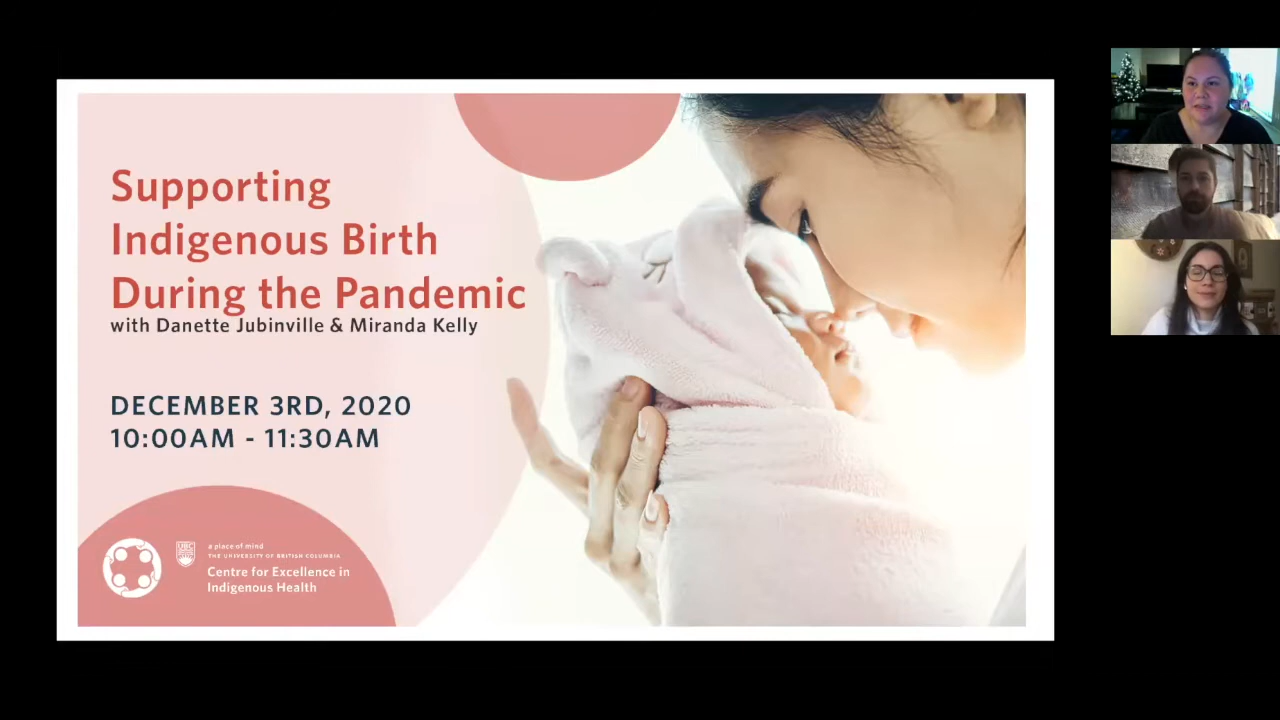 Supporting
Indigenous Birth
During the Pandemic
with Danette Jubinville & Miranda Kelly
DECEMBER 3RD, 2020
10:00AM - 11:30AM
UBC
a place of mind
THE UNIVERSITY OF BRITISH COLUMBIA
Centre for Excellence in
Indigenous Health